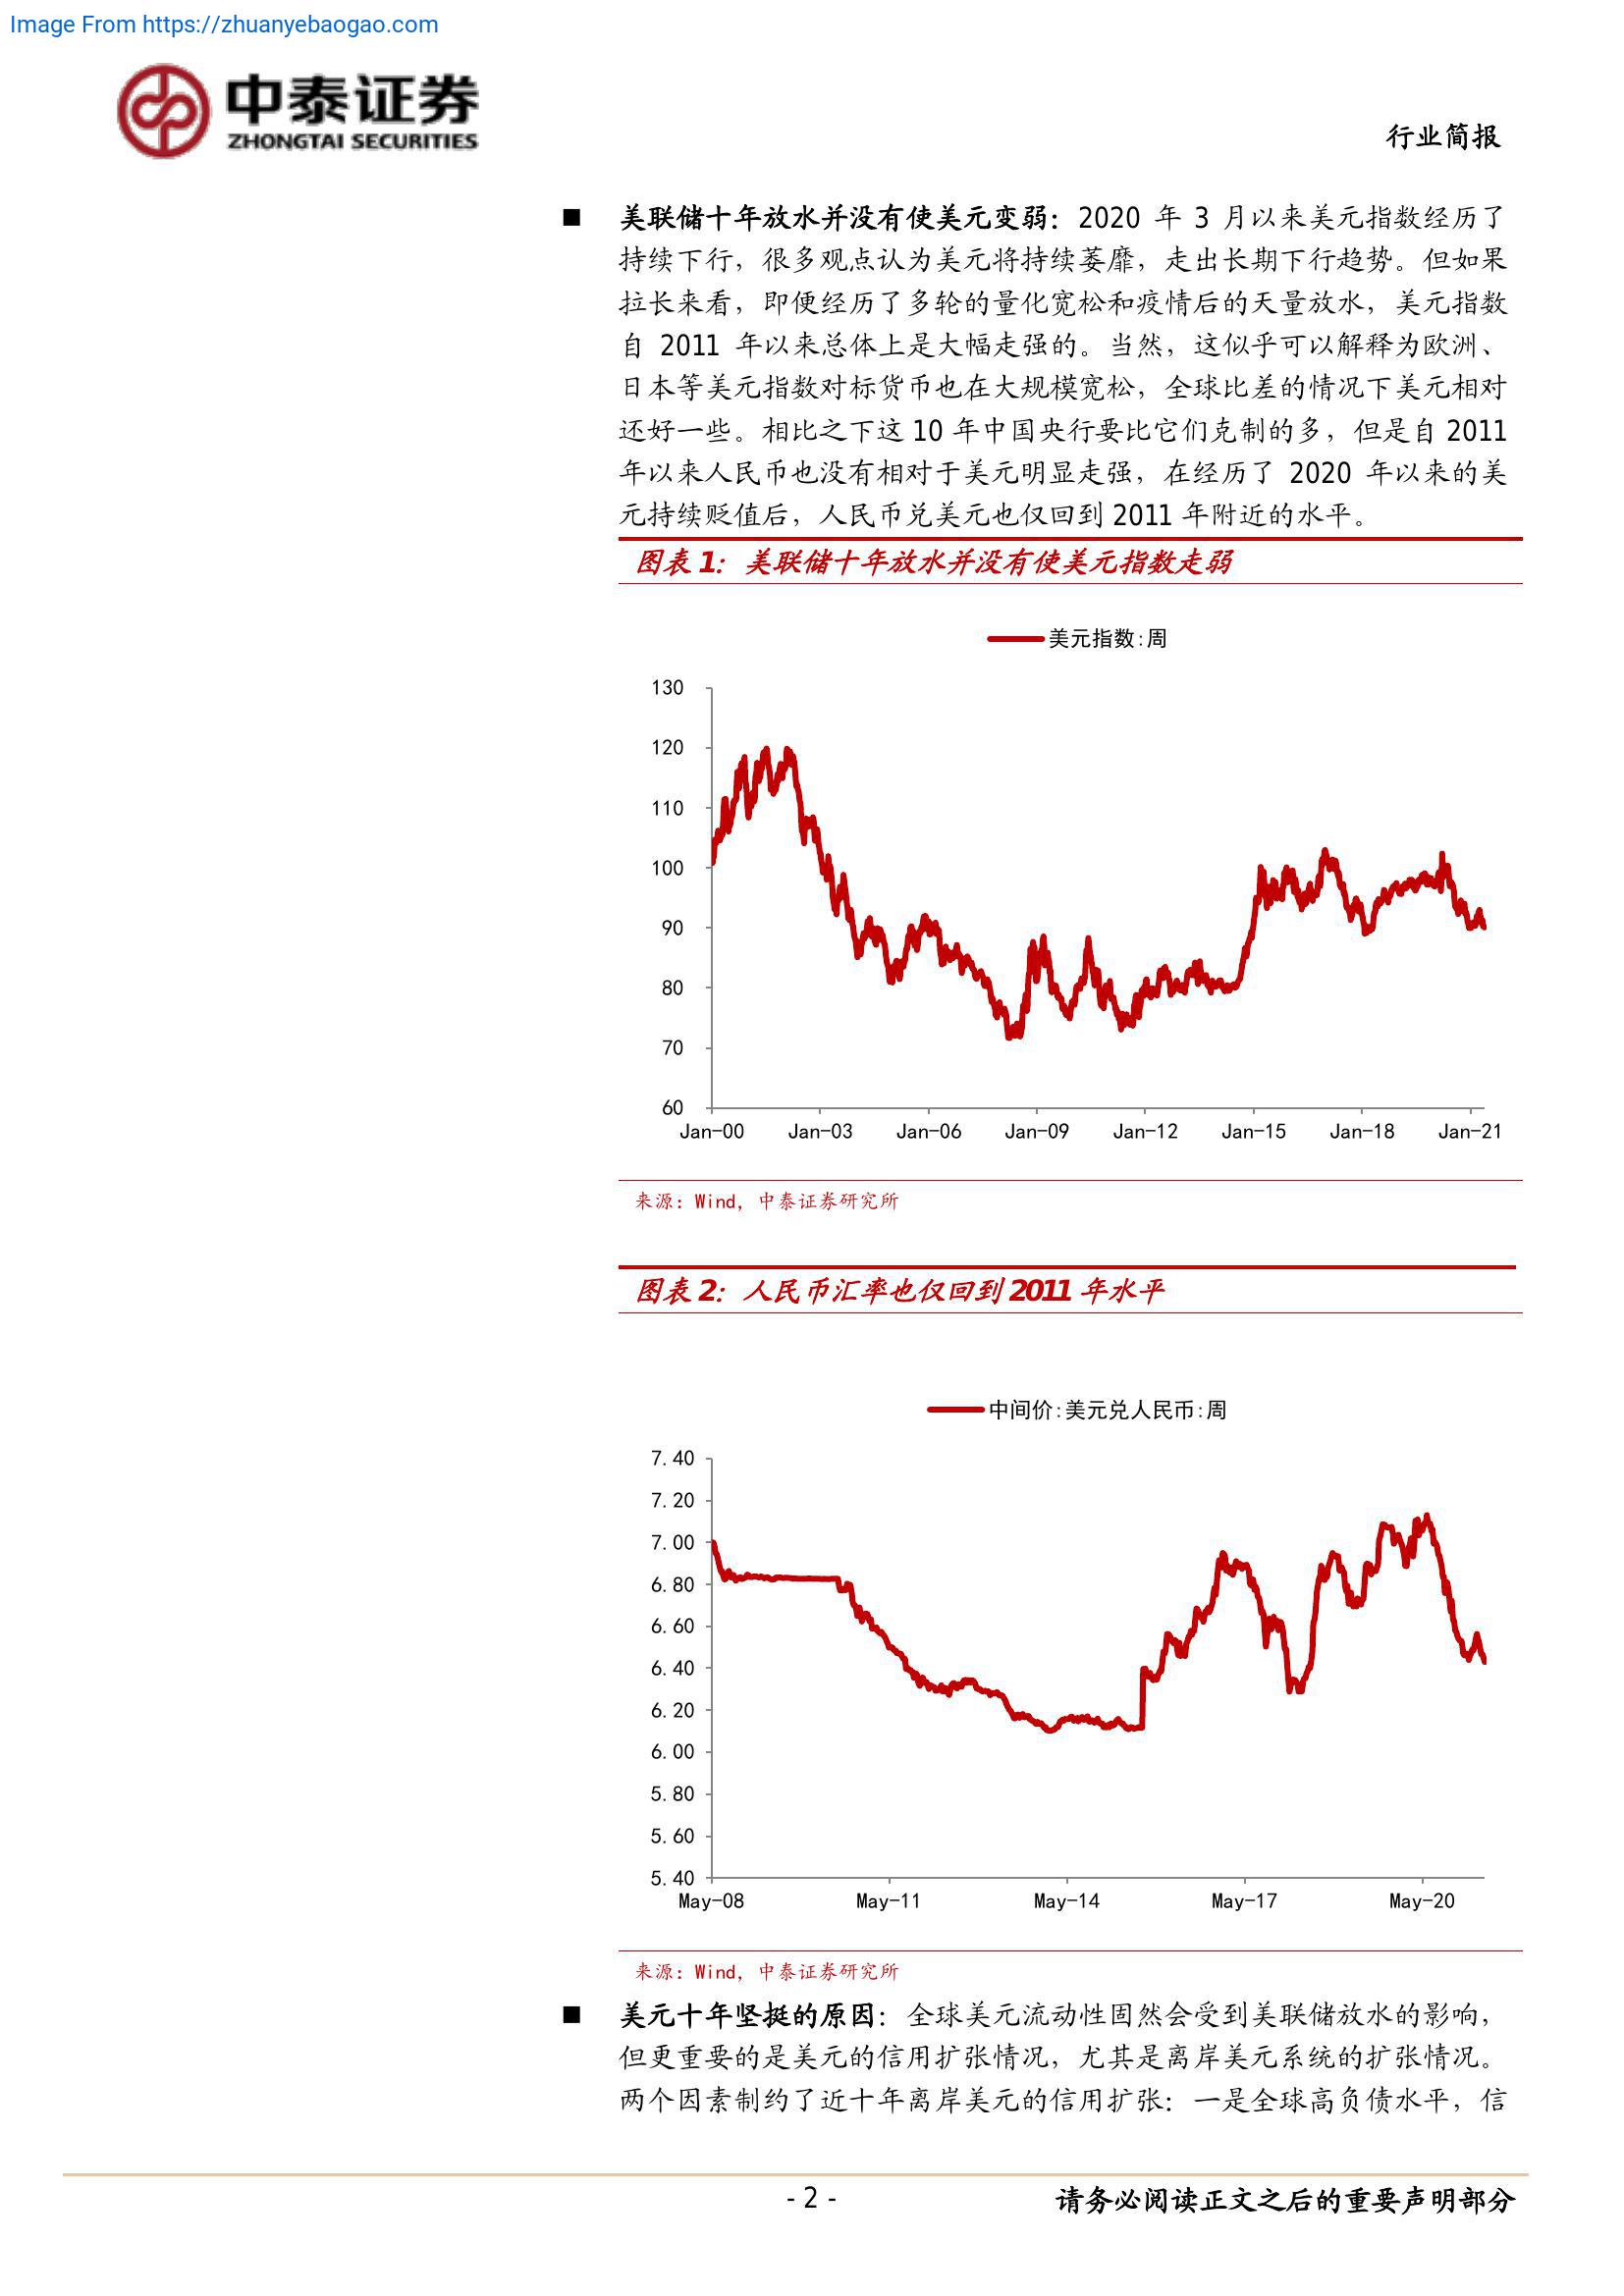 Image From https://zhuanyebaogao.com
中泰证券
ZHONGTAI SECURITIES
行业简报
■ 美联储十年放水并没有使美元变弱：2020 年 3 月以来美元指数经历了
持续下行，很多观点认为美元将持续萎靡，走出长期下行趋势。但如果
拉长来看，即便经历了多轮的量化宽松和疫情后的天量放水，美元指数
自 2011 年以来总体上是大幅走强的。当然，这似乎可以解释为欧洲、
日本等美元指数对标货币也在大规模宽松，全球比差的情况下美元相对
还好一些。相比之下这 10 年中国央行要比它们克制的多，但是自 2011
年以来人民币也没有相对于美元明显走强，在经历了 2020 年以来的美
元持续贬值后，人民币兑美元也仅回到 2011 年附近的水平。
图表 1：美联储十年放水并没有使美元指数走弱
美元指数:周
130
120
110
100
90
80
70
60
Jan-00 Jan-03 Jan-06 Jan-09 Jan-12 Jan-15 Jan-18 Jan-21
来源：Wind，中泰证券研究所
图表 2：人民币汇率也仅回到 2011 年水平
中间价:美元兑人民币:周
7.40
7.20
7.00
6.80
6.60
6.40
6.20
6.00
5.80
5.60
5.40
May-08 May-11 May-14 May-17 May-20
来源：Wind，中泰证券研究所
■ 美元十年坚挺的原因：全球美元流动性固然会受到美联储放水的影响，
但更重要的是美元的信用扩张情况，尤其是离岸美元系统的扩张情况。
两个因素制约了近十年离岸美元的信用扩张：一是全球高负债水平，信
- 2 -
请务必阅读正文之后的重要声明部分